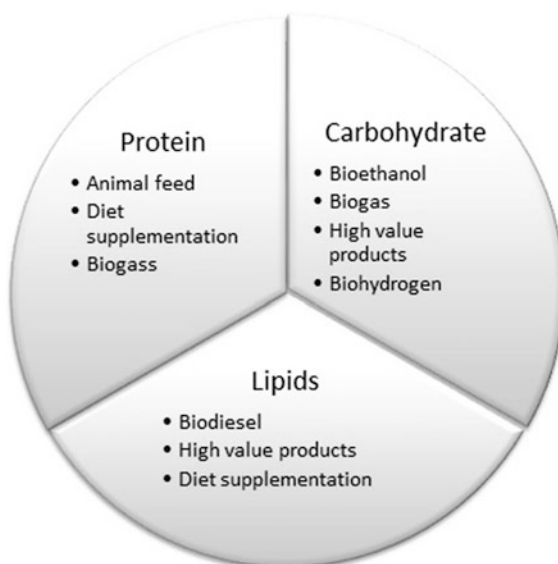 Protein
• Animal feed
• Diet
supplementation
• Biogass
Carbohydrate
• Bioethanol
• Biogas
• High value
products
• Biohydrogen
Lipids
• Biodiesel
• High value products
• Diet supplementation